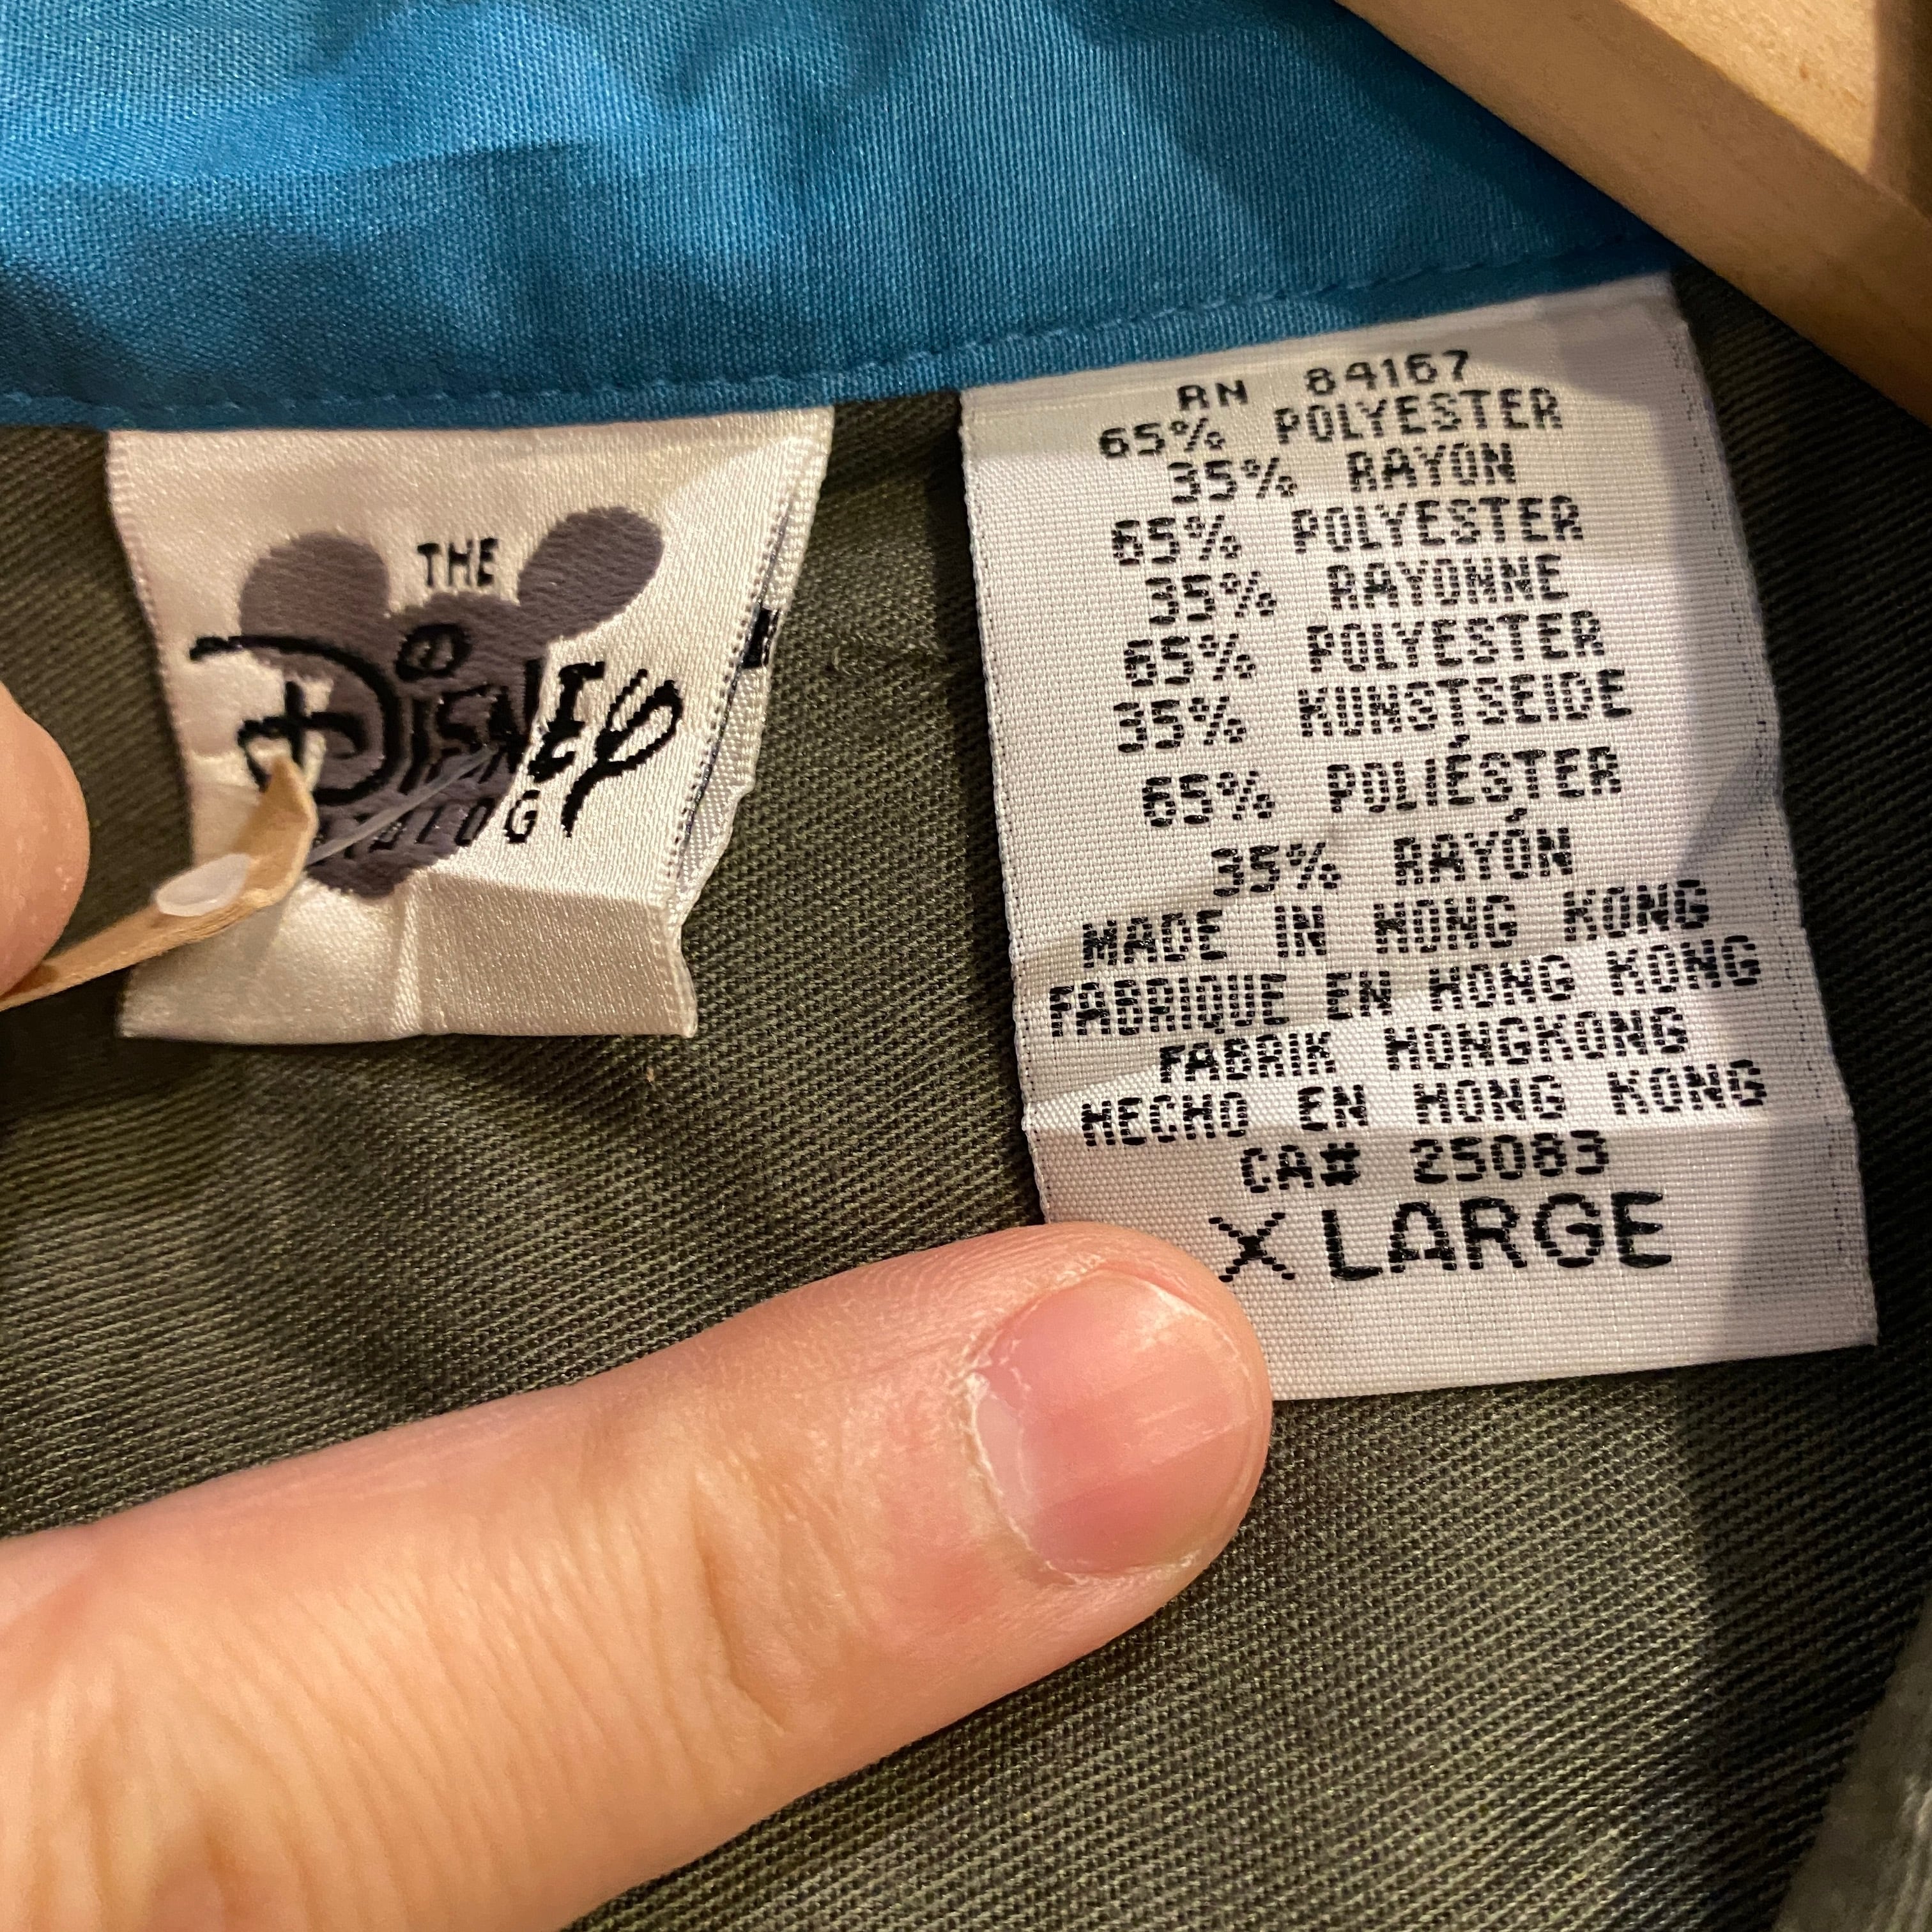 THE
DISNEY
RN 84167
65% POLYESTER
35% RAYON
65% POLYESTER
35% RAYONNE
65% POLYESTER
35% KUNSTSEIDE
65% POLIÉSTER
35% RAYÓN
MADE IN HONG KONG
FABRIQUE EN HONG KONG
FABRIK HONGKONG
HECHO EN HONG KONG
CA# 25083
X LARGE